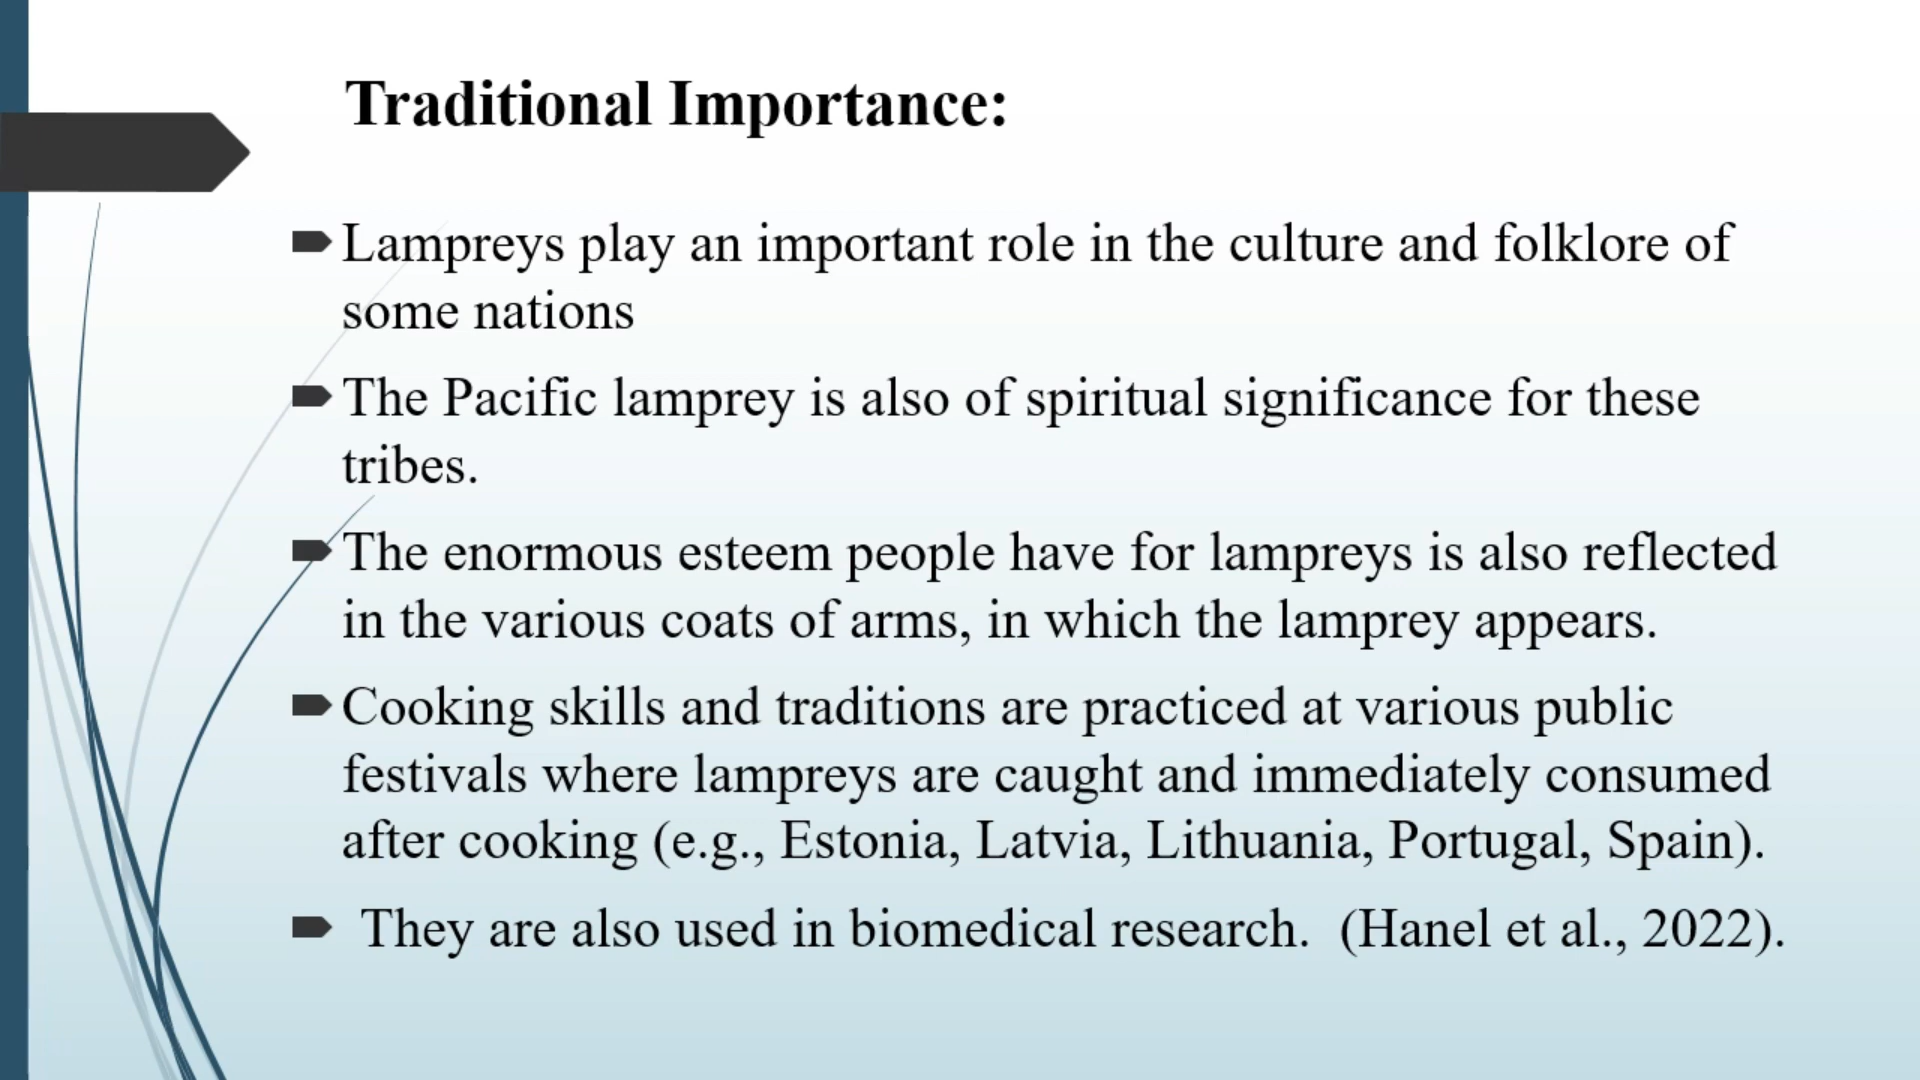 Traditional Importance:
Lampreys play an important role in the culture and folklore of
some nations
The Pacific lamprey is also of spiritual significance for these
tribes.
The enormous esteem people have for lampreys is also reflected
in the various coats of arms, in which the lamprey appears.
Cooking skills and traditions are practiced at various public
festivals where lampreys are caught and immediately consumed
after cooking (e.g., Estonia, Latvia, Lithuania, Portugal, Spain).
They are also used in biomedical research.  (Hanel et al., 2022).